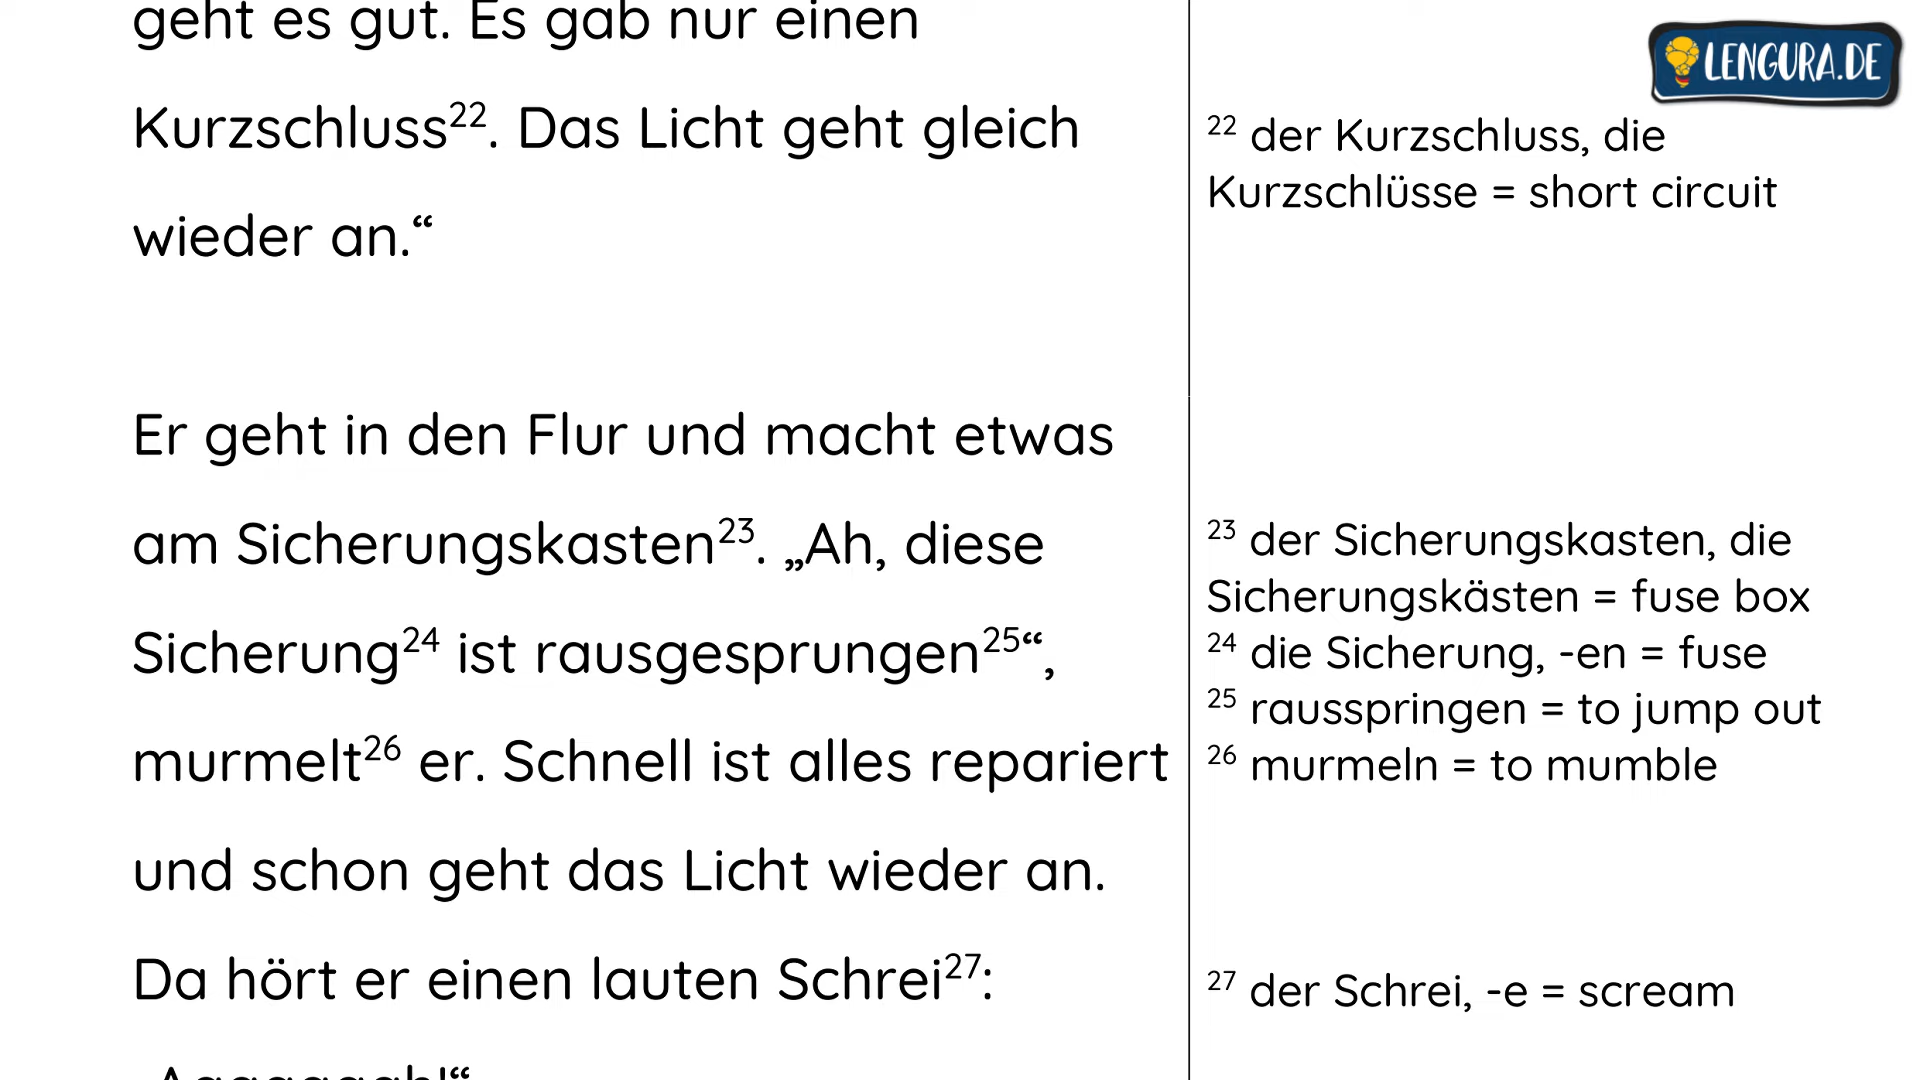 geht es gut. Es gab nur einen
Kurzschluss²². Das Licht geht gleich
wieder an.“
Er geht in den Flur und macht etwas
am Sicherungskasten²³. „Ah, diese
Sicherung²⁴ ist rausgesprungen²⁵“,
murmelt²⁶ er. Schnell ist alles repariert
und schon geht das Licht wieder an.
Da hört er einen lauten Schrei²⁷:
LENGURA.DE
²² der Kurzschluss, die
Kurzschlüsse = short circuit
²³ der Sicherungskasten, die
Sicherungskästen = fuse box
²⁴ die Sicherung, -en = fuse
²⁵ rausspringen = to jump out
²⁶ murmeln = to mumble
²⁷ der Schrei, -e = scream